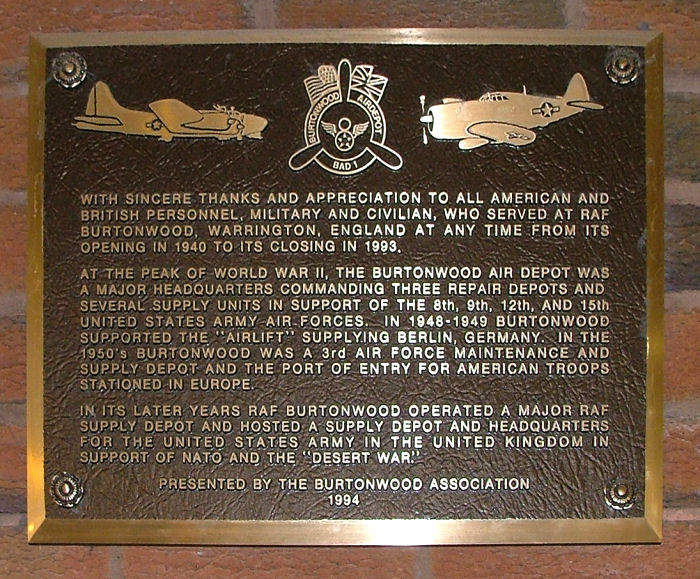 BURTONWOOD AIRDEPOT
8
BAD 1
WITH SINCERE THANKS AND APPRECIATION TO ALL AMERICAN AND
BRITISH PERSONNEL, MILITARY AND CIVILIAN, WHO SERVED AT RAF
BURTONWOOD, WARRINGTON, ENGLAND AT ANY TIME FROM ITS
OPENING IN 1940 TO ITS CLOSING IN 1993.
AT THE PEAK OF WORLD WAR II, THE BURTONWOOD AIR DEPOT WAS
A MAJOR HEADQUARTERS COMMANDING THREE REPAIR DEPOTS AND
SEVERAL SUPPLY UNITS IN SUPPORT OF THE 8th, 9th, 12th, AND 15th
UNITED STATES ARMY AIR FORCES. IN 1948-1949 BURTONWOOD
SUPPORTED THE "AIRLIFT" SUPPLYING BERLIN, GERMANY. IN THE
1950's BURTONWOOD WAS A 3rd AIR FORCE MAINTENANCE AND
SUPPLY DEPOT AND THE PORT OF ENTRY FOR AMERICAN TROOPS
STATIONED IN EUROPE.
IN ITS LATER YEARS RAF BURTONWOOD OPERATED A MAJOR RAF
SUPPLY DEPOT AND HOSTED A SUPPLY DEPOT AND HEADQUARTERS
FOR THE UNITED STATES ARMY IN THE UNITED KINGDOM IN
SUPPORT OF NATO AND THE "DESERT WAR."
PRESENTED BY THE BURTONWOOD ASSOCIATION
1994